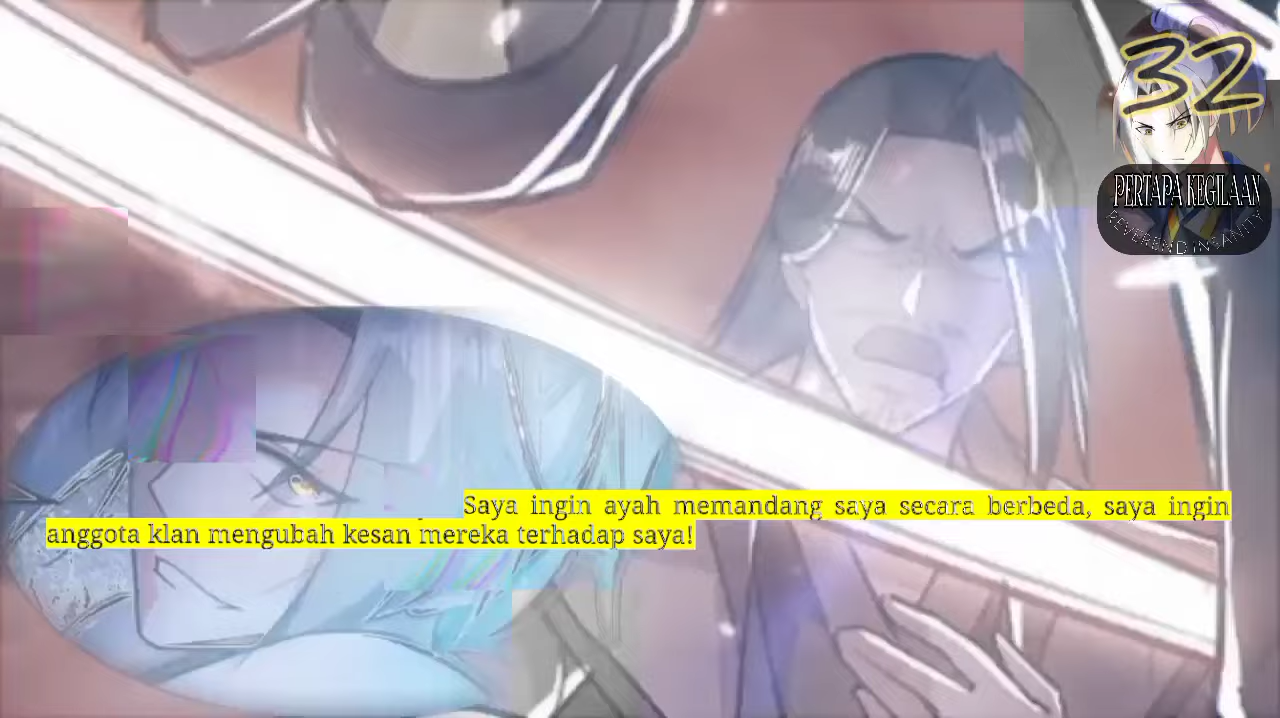 32
PERTAPA KEGILAAN
REVEREND INSANITY
Saya ingin ayah memandang saya secara berbeda, saya ingin
anggota klan mengubah kesan mereka terhadap saya!